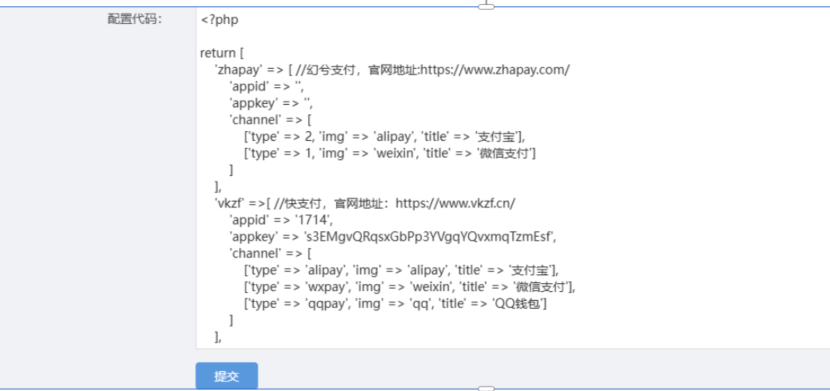 配置代码：
<?php
return [
'zhapay' => [ //幻兮支付，官网地址:https://www.zhapay.com/
'appid' => '',
'appkey' => '',
'channel' => [
['type' => 2, 'img' => 'alipay', 'title' => '支付宝'],
['type' => 1, 'img' => 'weixin', 'title' => '微信支付']
]
],
'vkzf' =>[ //快支付，官网地址：https://www.vkzf.cn/
'appid' => '1714',
'appkey' => 's3EMgvQRqsxGbPp3YVgqYQvxmqTzmEsf',
'channel' => [
['type' => 'alipay', 'img' => 'alipay', 'title' => '支付宝'],
['type' => 'wxpay', 'img' => 'weixin', 'title' => '微信支付'],
['type' => 'qqpay', 'img' => 'qq', 'title' => 'QQ钱包']
]
],
提交